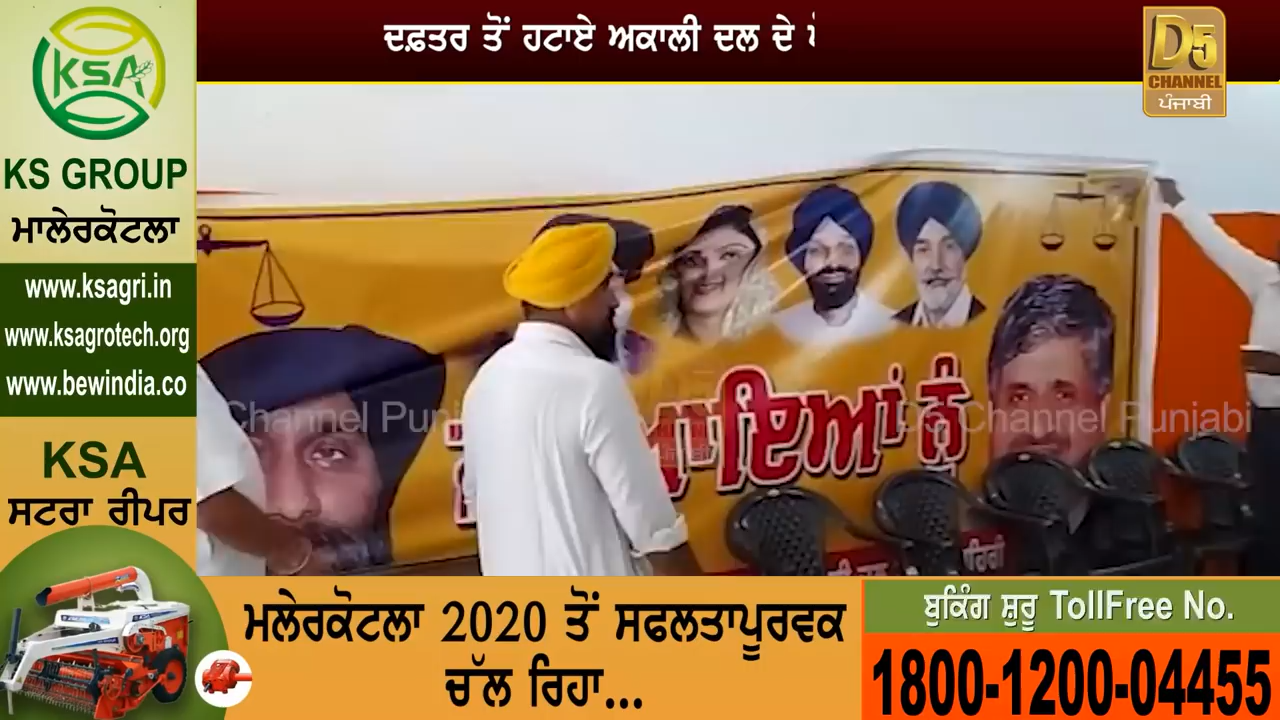 ਦਫ਼ਤਰ ਤੋਂ ਹਟਾਏ ਅਕਾਲੀ ਦਲ ਦੇ
D5
CHANNEL
ਪੰਜਾਬੀ
KSA
KS GROUP
ਮਾਲੇਰਕੋਟਲਾ
www.ksagri.in
www.ksagrotech.org
www.bewindia.co
KSA
ਸਟਰਾ ਰੀਪਰ
Channel Punj
D5 Channel Punjabi
ਨੂੰ
ਮਲੇਰਕੋਟਲਾ 2020 ਤੋਂ ਸਫਲਤਾਪੂਰਵਕ
ਚੱਲ ਰਿਹਾ...
ਬੁਕਿੰਗ ਸ਼ੁਰੂ TollFree No.
1800-1200-04455